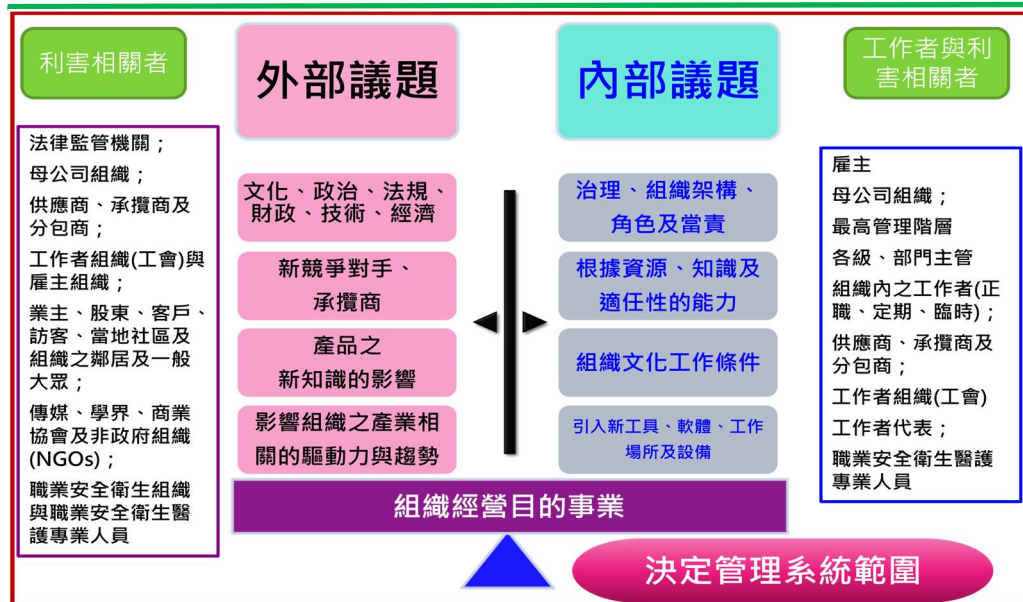 利害相關者
法律監管機關；
母公司組織；
供應商、承攬商及
分包商；
工作者組織(工會)與
雇主組織；
業主、股東、客戶、
訪客、當地社區及
組織之鄰居及一般
大眾；
傳媒、學界、商業
協會及非政府組織
(NGOs)；
職業安全衛生組織
與職業安全衛生醫
護專業人員
外部議題
文化、政治、法規、
財政、技術、經濟
新競爭對手、
承攬商
產品之
新知識的影響
影響組織之產業相
關的驅動力與趨勢
內部議題
治理、組織架構、
角色及當責
根據資源、知識及
適任性的能力
組織文化工作條件
引入新工具、軟體、工作
場所及設備
工作者與利
害相關者
雇主
母公司組織；
最高管理階層
各級、部門主管
組織內之工作者(正
職、定期、臨時)；
供應商、承攬商及
分包商；
工作者組織(工會)
工作者代表；
職業安全衛生醫護
專業人員
組織經營目的事業
決定管理系統範圍